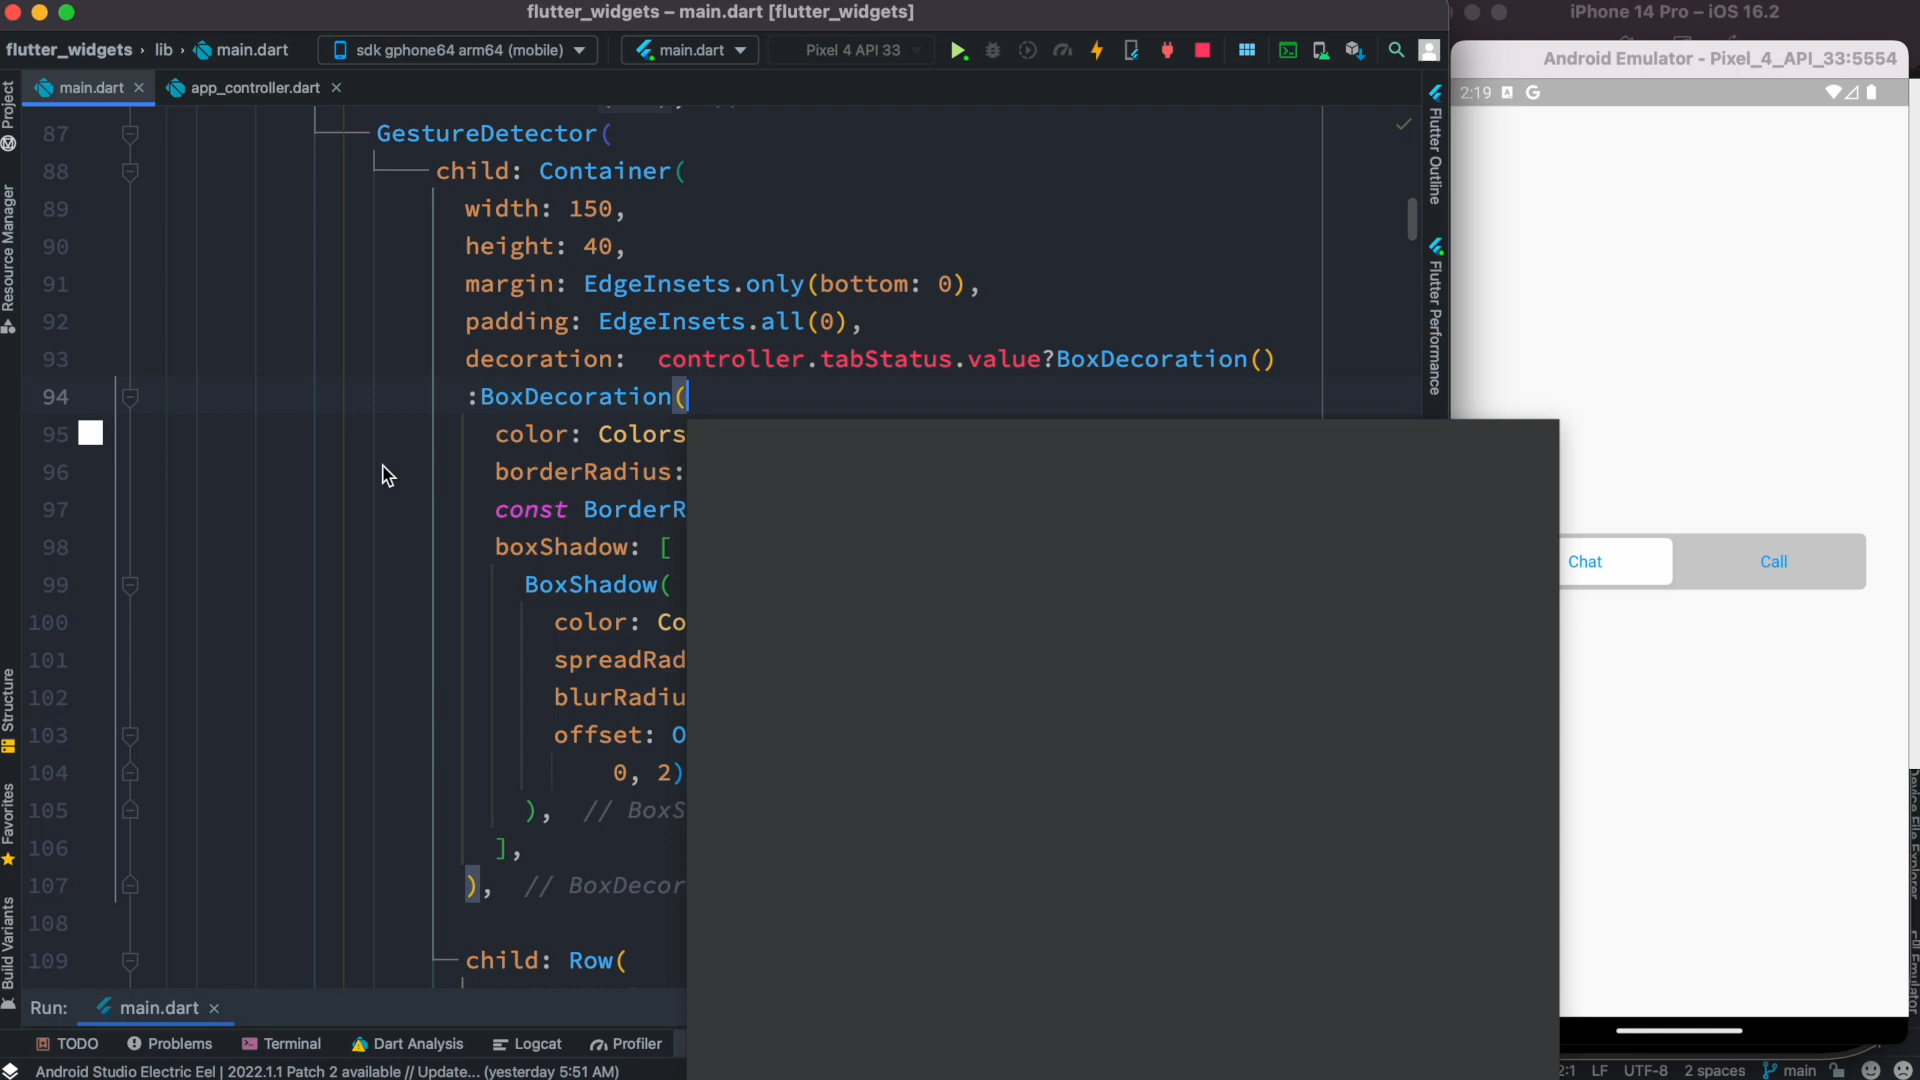 flutter_widgets – main.dart [flutter_widgets]
iPhone 14 Pro – iOS 16.2
flutter_widgets › lib › main.dart
sdk gphone64 arm64 (mobile)
main.dart
Pixel 4 API 33
Android Emulator - Pixel_4_API_33:5554
main.dart
app_controller.dart
2:19
Project
Resource Manager
Structure
Favorites
Build Variants
Flutter Outline
Flutter Performance
87 GestureDetector(
88 child: Container(
89 width: 150,
90 height: 40,
91 margin: EdgeInsets.only(bottom: 0),
92 padding: EdgeInsets.all(0),
93 decoration: controller.tabStatus.value?BoxDecoration()
94 :BoxDecoration(
95 color: Colors
96 borderRadius:
97 const BorderR
98 boxShadow: [
99 BoxShadow(
100 color: Co
101 spreadRad
102 blurRadiu
103 offset: O
104 0, 2)
105 ), // BoxS
106 ],
107 ), // BoxDecor
108
109 child: Row(
Chat
Call
Run: main.dart
TODO
Problems
Terminal
Dart Analysis
Logcat
Profiler
Android Studio Electric Eel | 2022.1.1 Patch 2 available // Update... (yesterday 5:51 AM)
2:1 LF UTF-8 2 spaces main